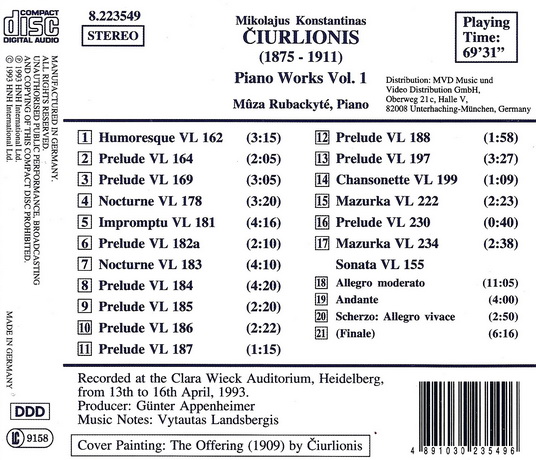 COMPACT
disc
DIGITAL AUDIO
8.223549
STEREO
Mikolajus Konstantinas
ČIURLIONIS
(1875 - 1911)
Piano Works Vol. 1
Mûza Rubackyté, Piano
Playing
Time:
69'31"
Distribution: MVD Music und
Video Distribution GmbH,
Oberweg 21c, Halle V,
82008 Unterhaching-München, Germany
MANUFACTURED IN GERMANY.
ALL RIGHTS RESERVED.
UNAUTHORISED PUBLIC PERFORMANCE, BROADCASTING
AND COPYING OF THIS COMPACT DISC PROHIBITED.
℗ 1993 HNH International Ltd.
© 1993 HNH International Ltd.
MADE IN GERMANY
1 Humoresque VL 162 (3:15)
2 Prelude VL 164 (2:05)
3 Prelude VL 169 (3:05)
4 Nocturne VL 178 (3:20)
5 Impromptu VL 181 (4:16)
6 Prelude VL 182a (2:10)
7 Nocturne VL 183 (4:10)
8 Prelude VL 184 (4:20)
9 Prelude VL 185 (2:20)
10 Prelude VL 186 (2:22)
11 Prelude VL 187 (1:15)
12 Prelude VL 188 (1:58)
13 Prelude VL 197 (3:27)
14 Chansonette VL 199 (1:09)
15 Mazurka VL 222 (2:23)
16 Prelude VL 230 (0:40)
17 Mazurka VL 234 (2:38)
Sonata VL 155
18 Allegro moderato (11:05)
19 Andante (4:00)
20 Scherzo: Allegro vivace (2:50)
21 (Finale) (6:16)
Recorded at the Clara Wieck Auditorium, Heidelberg,
from 13th to 16th April, 1993.
Producer: Günter Appenheimer
Music Notes: Vytautas Landsbergis
Cover Painting: The Offering (1909) by Čiurlionis
DDD
LC 9158
4 891030 235496